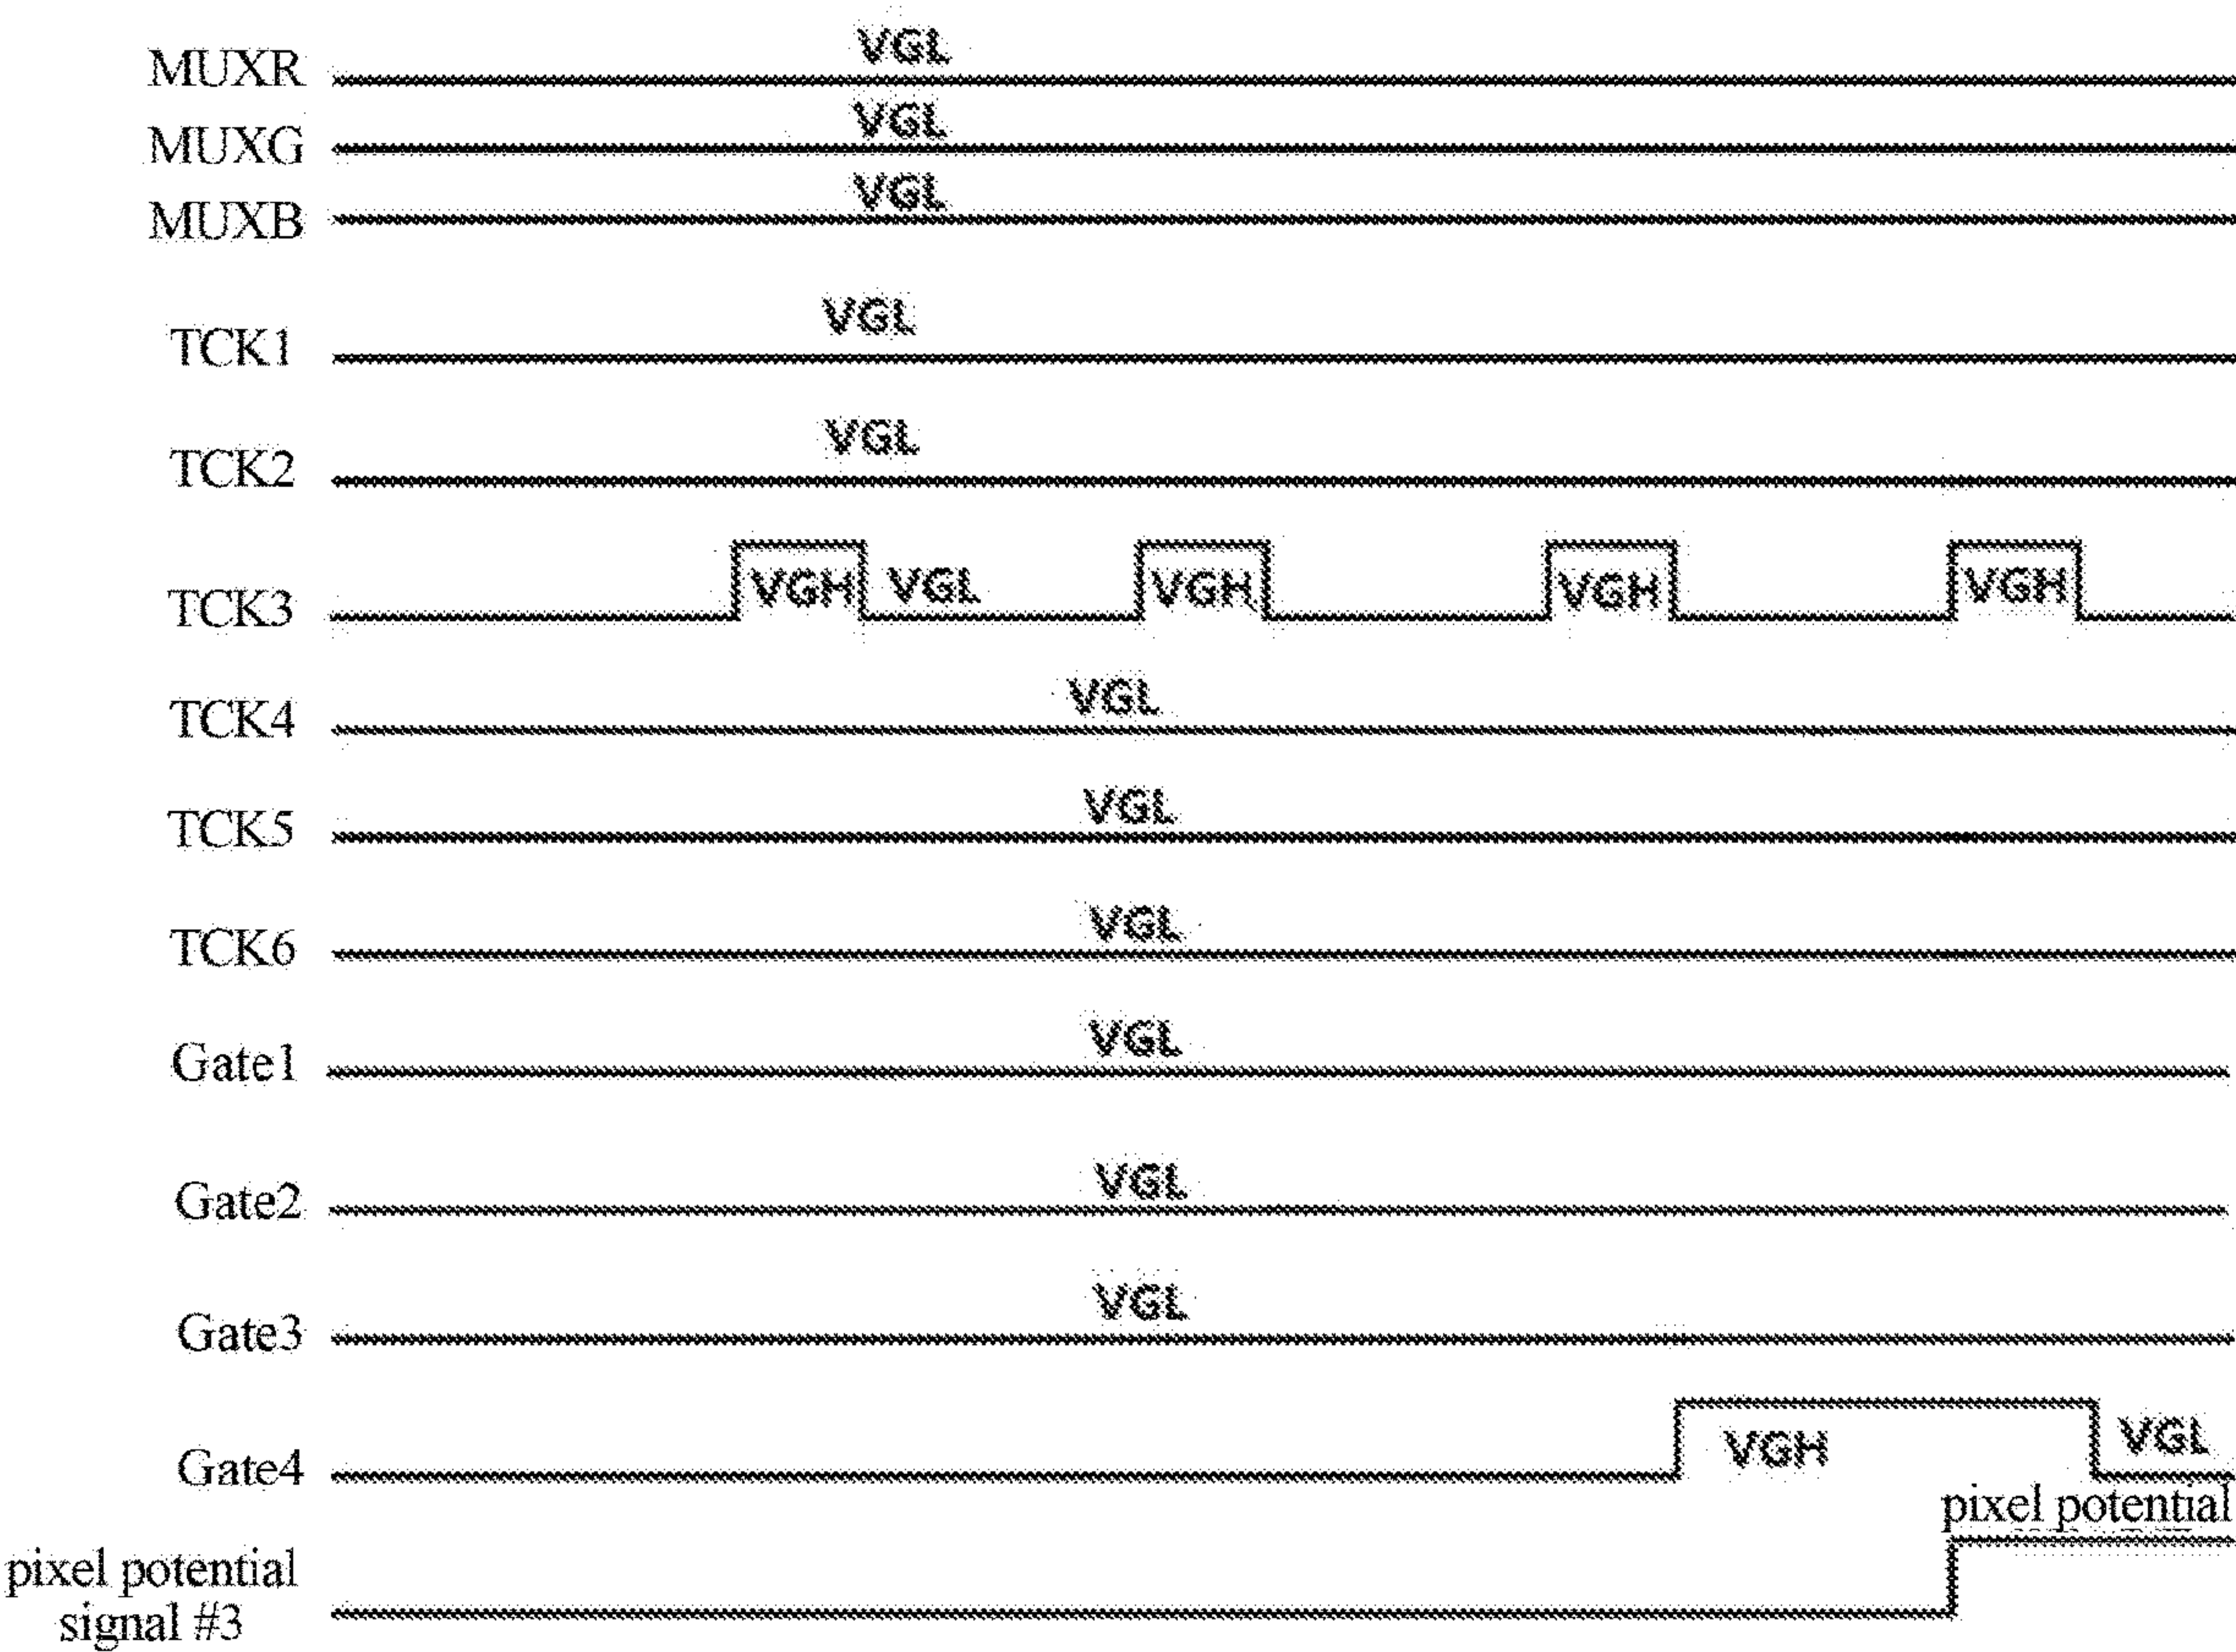 VGL
MUXR
VGL
MUXG
VGL
MUXB
VGL
TCK1
VGL
TCK2
TCK3 VGH VGL VGH VGH VGH
VGL
TCK4
VGL
TCK5
VGL
TCK6
VGL
Gate1
VGL
Gate2
VGL
Gate3
Gate4 VGH VGL
pixel potential
pixel potential
signal #3